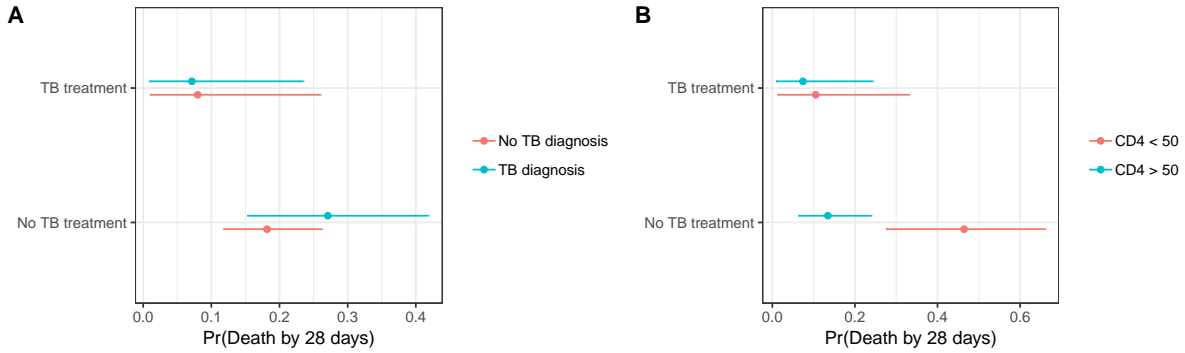 A
TB treatment
No TB treatment
0.0 0.1 0.2 0.3 0.4
Pr(Death by 28 days)
No TB diagnosis
TB diagnosis
B
TB treatment
No TB treatment
0.0 0.2 0.4 0.6
Pr(Death by 28 days)
CD4 < 50
CD4 > 50